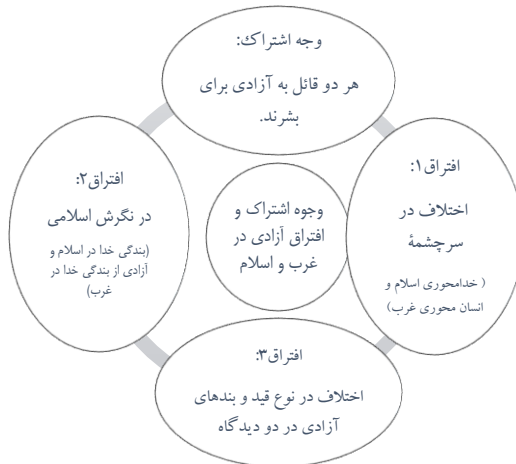 وجه اشتراک:
هر دو قائل به آزادی برای
بشرند.
افتراق۱:
اختلاف در
سرچشمهٔ
( خدامحوری اسلام و
انسان محوری غرب)
وجوه اشتراک و
افتراق آزادی در
غرب و اسلام
افتراق۲:
در نگرش اسلامی
(بندگی خدا در اسلام و
آزادی از بندگی خدا در
غرب)
افتراق۳:
اختلاف در نوع قید و بندهای
آزادی در دو دیدگاه